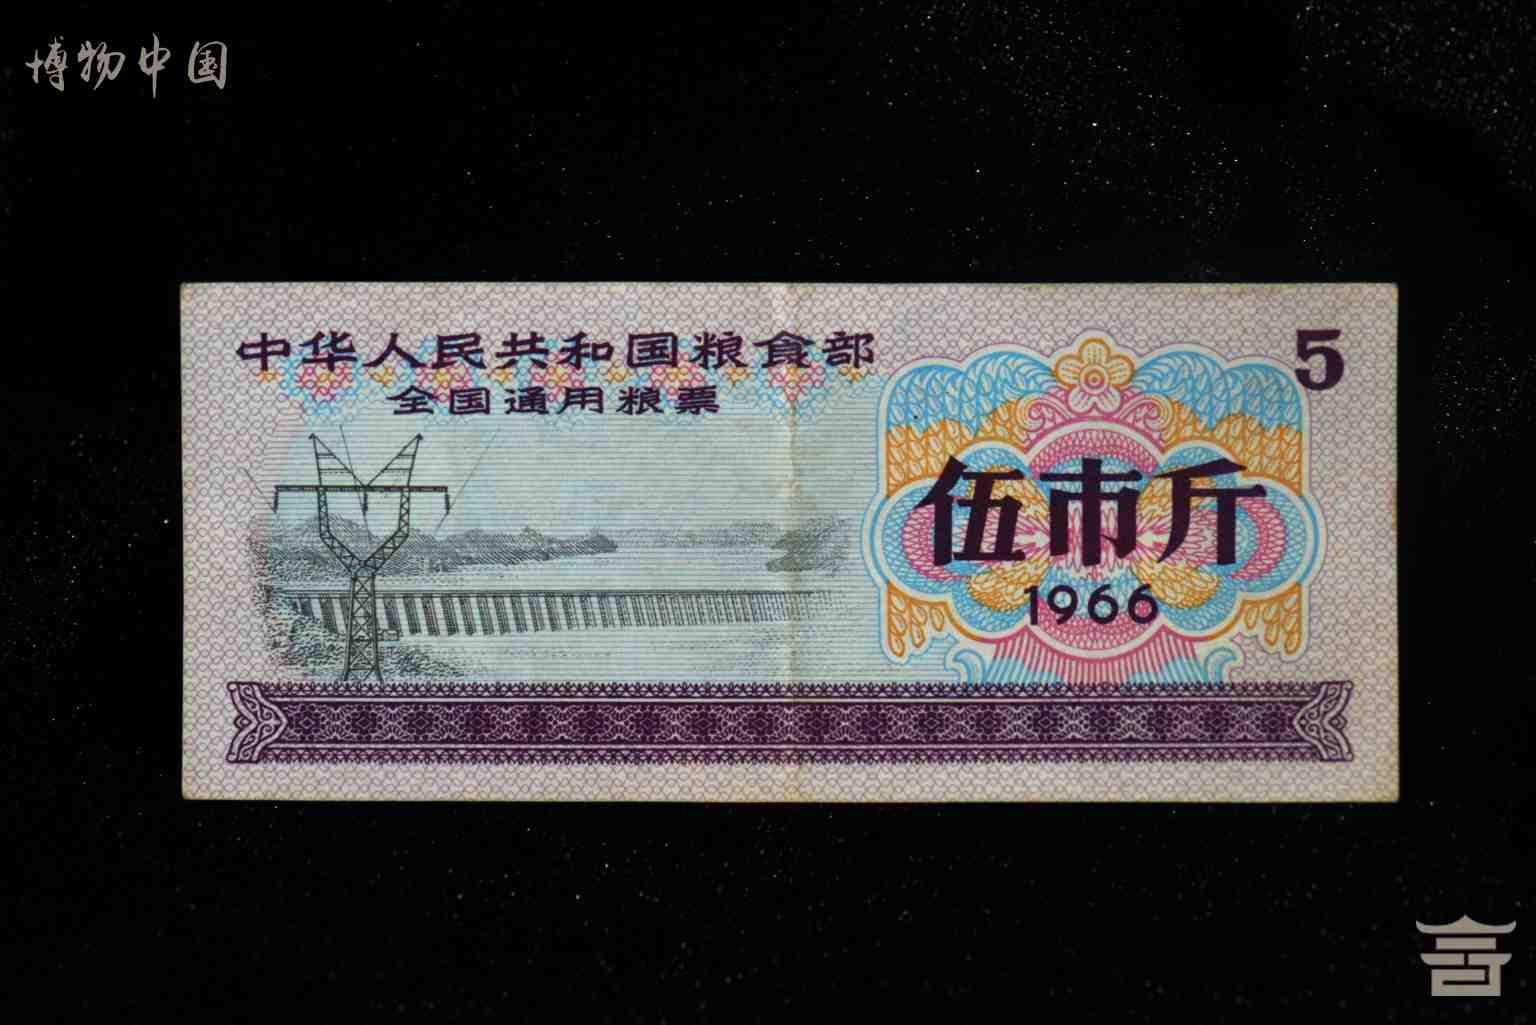 博物中国
中华人民共和国粮食部
全国通用粮票
5
伍市斤
1966